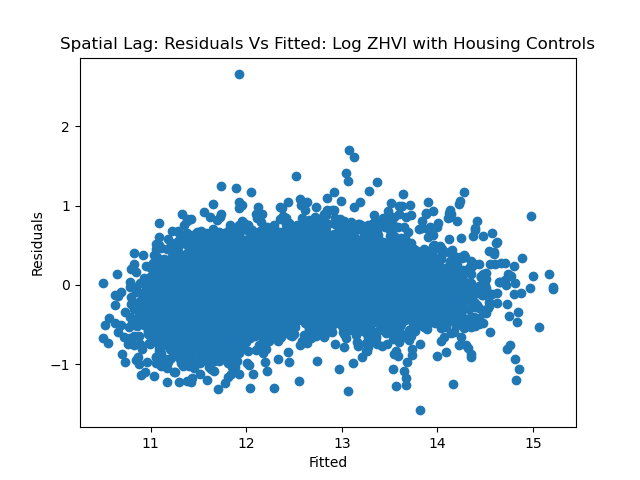 Spatial Lag: Residuals Vs Fitted: Log ZHVI with Housing Controls
2
1
0
−1
Residuals
11 12 13 14 15
Fitted